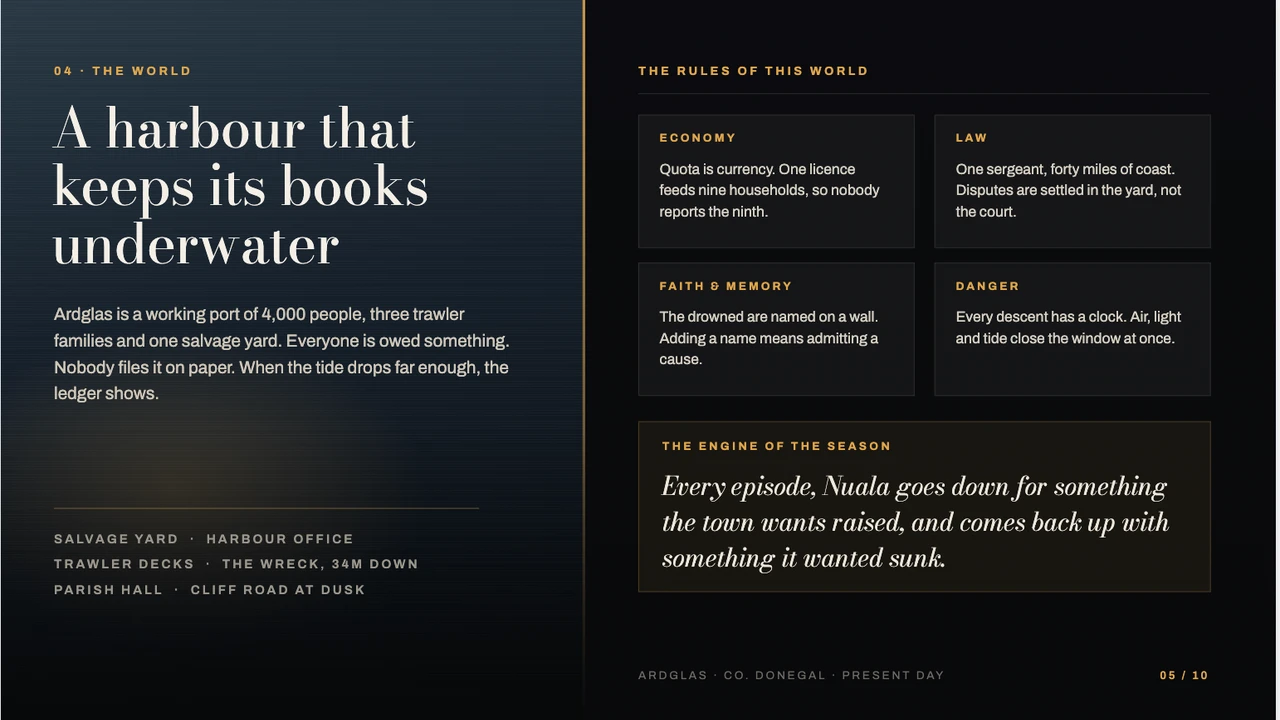 04 · THE WORLD
A harbour that
keeps its books
underwater
Ardglas is a working port of 4,000 people, three trawler
families and one salvage yard. Everyone is owed something.
Nobody files it on paper. When the tide drops far enough, the
ledger shows.
SALVAGE YARD · HARBOUR OFFICE
TRAWLER DECKS · THE WRECK, 34M DOWN
PARISH HALL · CLIFF ROAD AT DUSK
THE RULES OF THIS WORLD
ECONOMY
Quota is currency. One licence
feeds nine households, so nobody
reports the ninth.
LAW
One sergeant, forty miles of coast.
Disputes are settled in the yard, not
the court.
FAITH & MEMORY
The drowned are named on a wall.
Adding a name means admitting a
cause.
DANGER
Every descent has a clock. Air, light
and tide close the window at once.
THE ENGINE OF THE SEASON
Every episode, Nuala goes down for something
the town wants raised, and comes back up with
something it wanted sunk.
ARDGLAS · CO. DONEGAL · PRESENT DAY
05 / 10